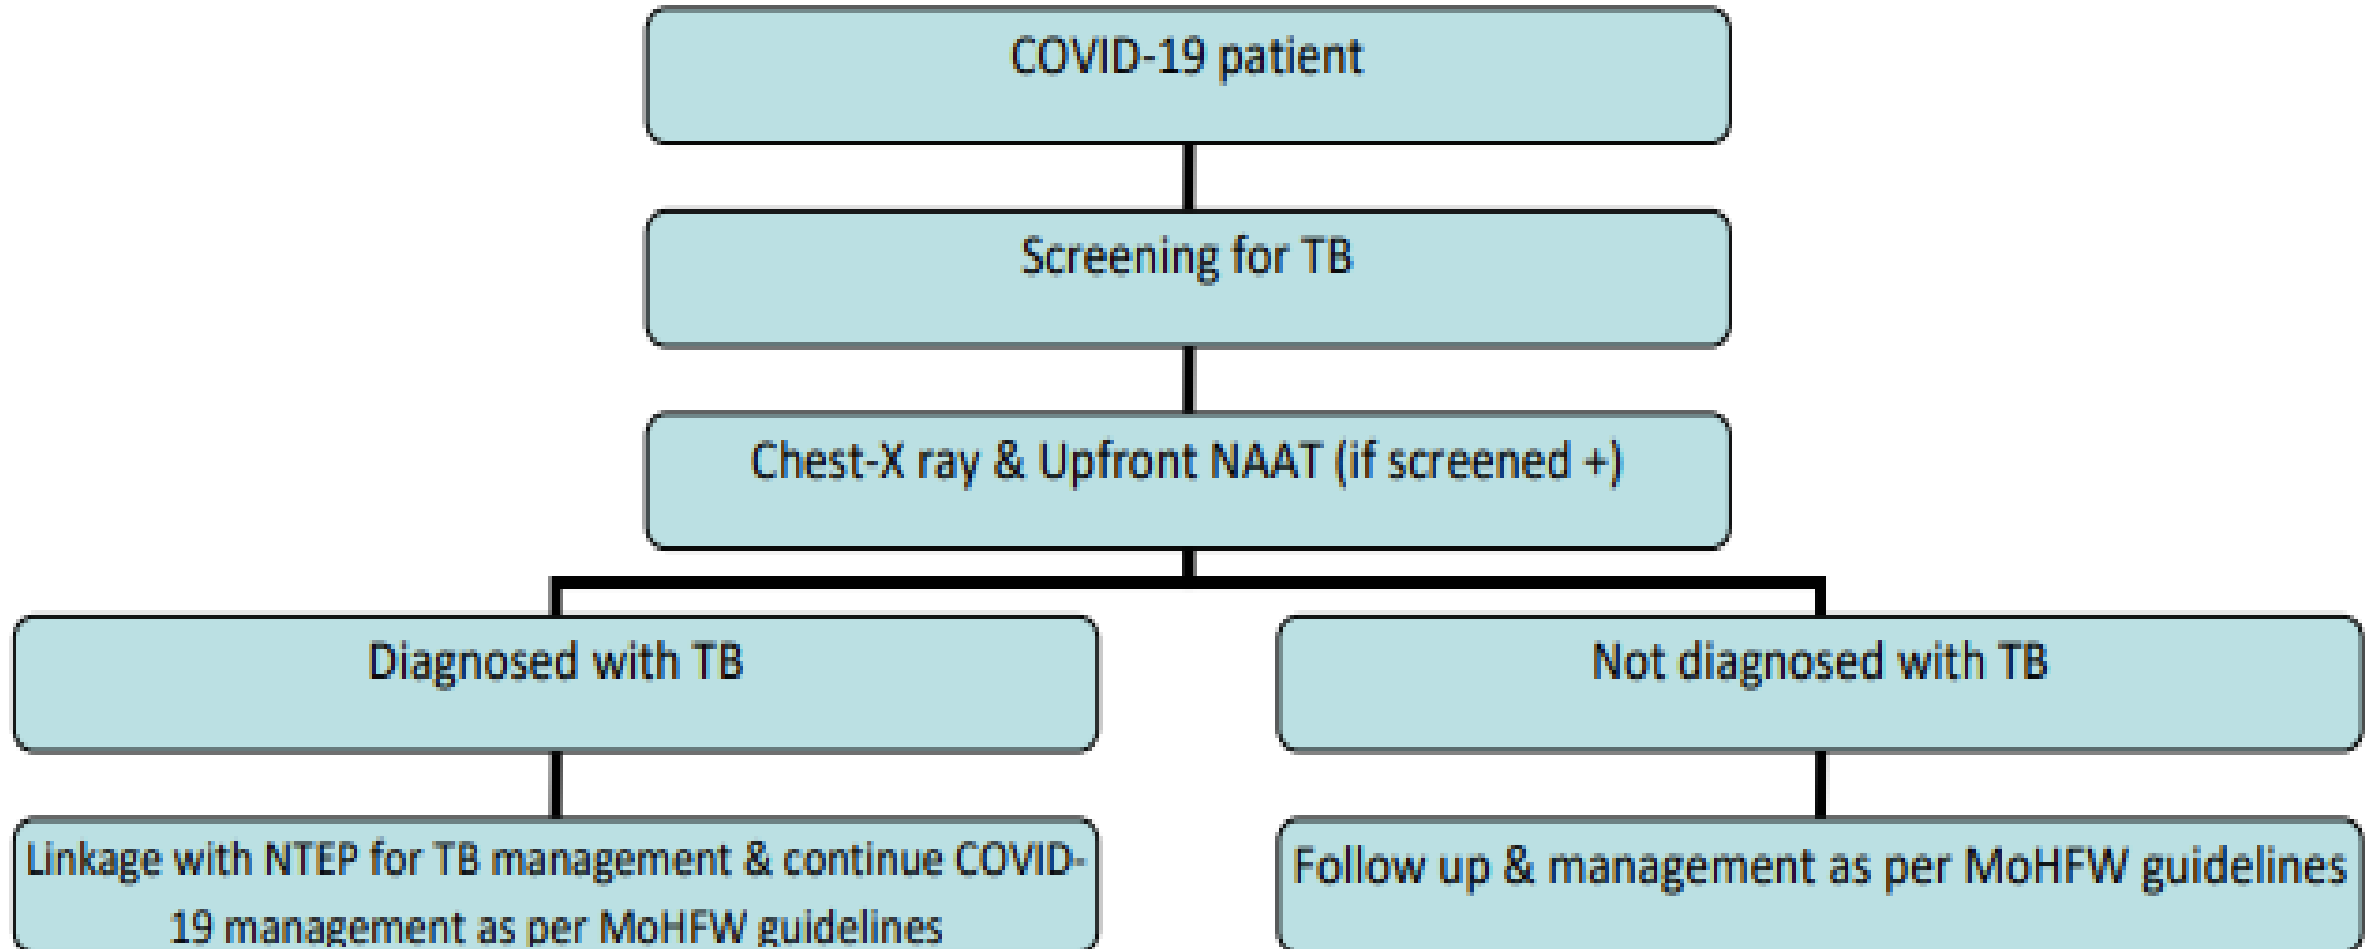 COVID-19 patient
Screening for TB
Chest-X ray & Upfront NAAT (if screened +)
Diagnosed with TB
Not diagnosed with TB
Linkage with NTEP for TB management & continue COVID-
19 management as per MoHFW guidelines
Follow up & management as per MoHFW guidelines